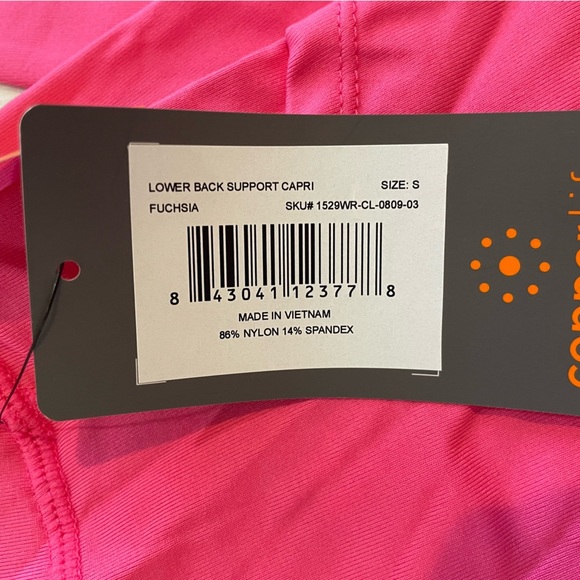 LOWER BACK SUPPORT CAPRI SIZE: S
FUCHSIA SKU# 1529WR-CL-0809-03
8 43041 12377 8
MADE IN VIETNAM
86% NYLON 14% SPANDEX